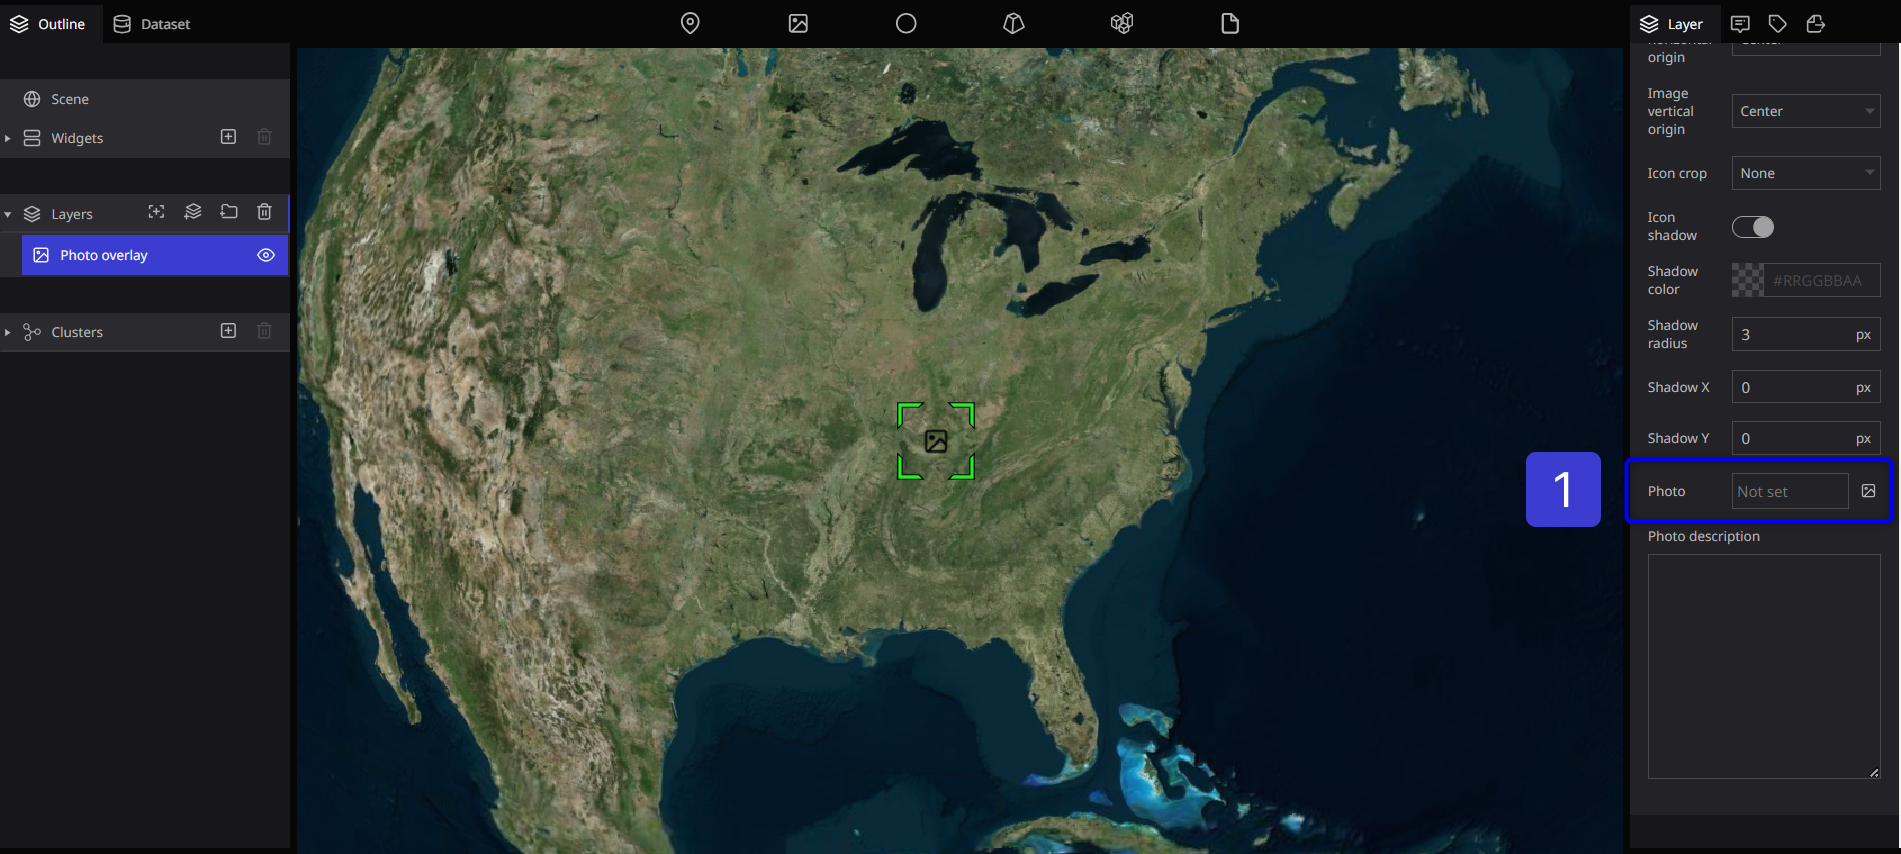 Outline
Dataset
Layer
Scene
Widgets
Layers
Photo overlay
Clusters
origin
Image
vertical
origin
Center
Icon crop
None
Icon
shadow
Shadow
color
#RRGGBBAA
Shadow
radius
3 px
Shadow X
0 px
Shadow Y
0 px
1
Photo
Not set
Photo description